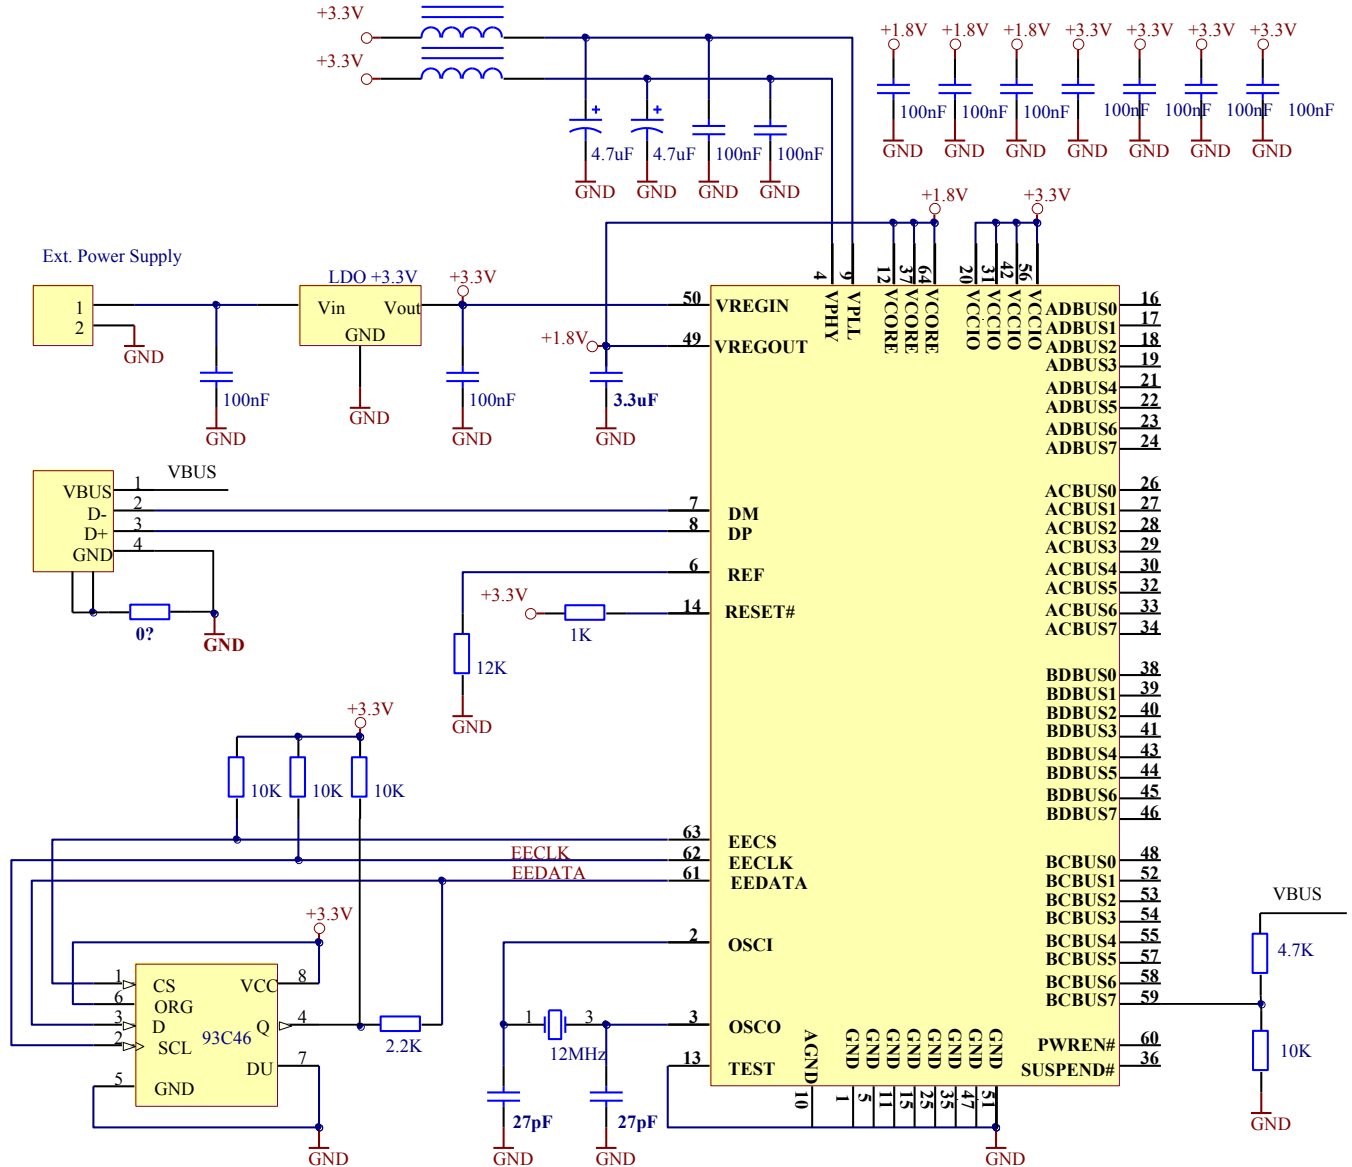 +3.3V
+3.3V
+
+
4.7uF
4.7uF
100nF
100nF
GND
GND
GND
GND
+1.8V
+1.8V
+1.8V
+3.3V
+3.3V
+3.3V
+3.3V
100nF
100nF
100nF
100nF
100nF
100nF
100nF
GND
GND
GND
GND
GND
GND
GND
Ext. Power Supply
1
2
GND
100nF
GND
LDO +3.3V
Vin
Vout
GND
GND
+3.3V
100nF
GND
+1.8V
3.3uF
GND
+1.8V
+3.3V
4
9
12
37
64
20
31
42
56
VPHY
VPLL
VCORE
VCORE
VCORE
VCCIO
VCCIO
VCCIO
VCCIO
50 VREGIN
49 VREGOUT
VBUS
VBUS 1
D- 2
D+ 3
GND 4
0?
GND
7 DM
8 DP
6 REF
+3.3V
1K
14 RESET#
12K
GND
+3.3V
10K
10K
10K
63 EECS
EECLK
62 EECLK
EEDATA
61 EEDATA
+3.3V
1 CS
6 ORG
3 D
2 SCL
5 GND
93C46
VCC 8
Q 4
DU 7
2.2K
GND
2 OSCI
1
3
12MHz
3 OSCO
13 TEST
27pF
27pF
GND
GND
AGND
GND
GND
GND
GND
GND
GND
GND
GND
10
1
5
11
15
25
35
47
51
GND
ADBUS0 16
ADBUS1 17
ADBUS2 18
ADBUS3 19
ADBUS4 21
ADBUS5 22
ADBUS6 23
ADBUS7 24
ACBUS0 26
ACBUS1 27
ACBUS2 28
ACBUS3 29
ACBUS4 30
ACBUS5 32
ACBUS6 33
ACBUS7 34
BDBUS0 38
BDBUS1 39
BDBUS2 40
BDBUS3 41
BDBUS4 43
BDBUS5 44
BDBUS6 45
BDBUS7 46
BCBUS0 48
BCBUS1 52
BCBUS2 53
BCBUS3 54
BCBUS4 55
BCBUS5 57
BCBUS6 58
BCBUS7 59
PWREN# 60
SUSPEND# 36
VBUS
4.7K
10K
GND